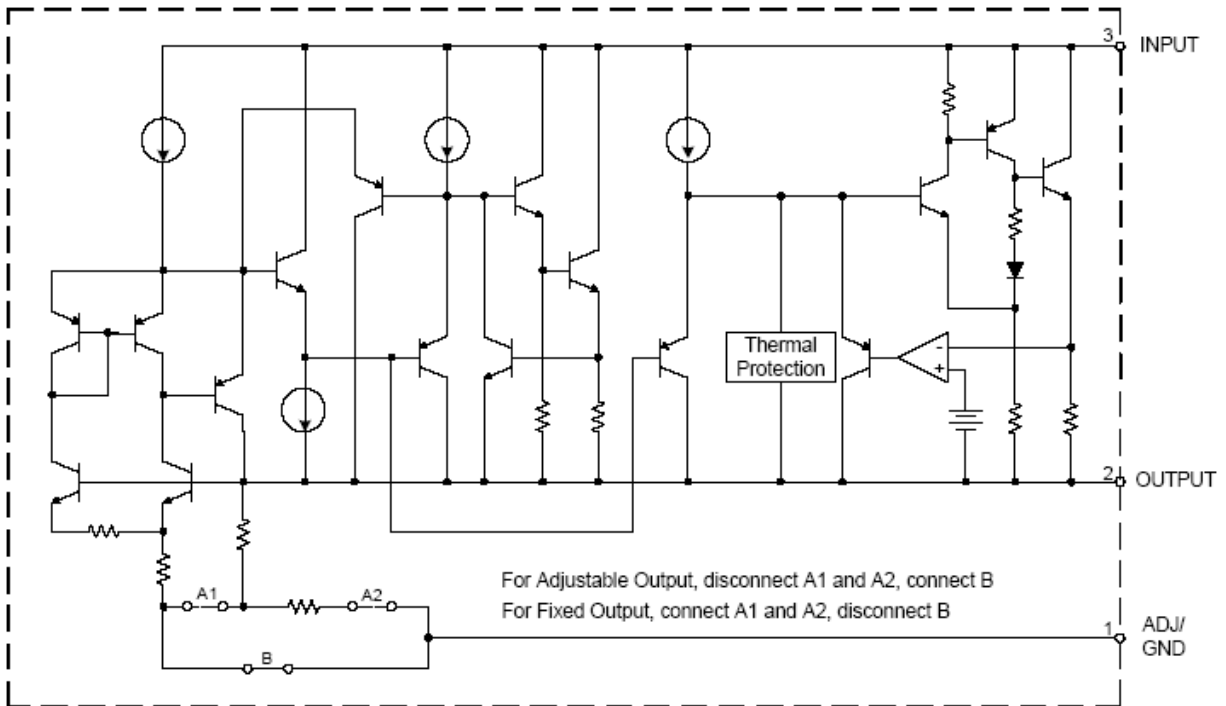 3
INPUT
Thermal
Protection
-
+
2
OUTPUT
For Adjustable Output, disconnect A1 and A2, connect B
A1
A2
For Fixed Output, connect A1 and A2, disconnect B
1
ADJ/
GND
B